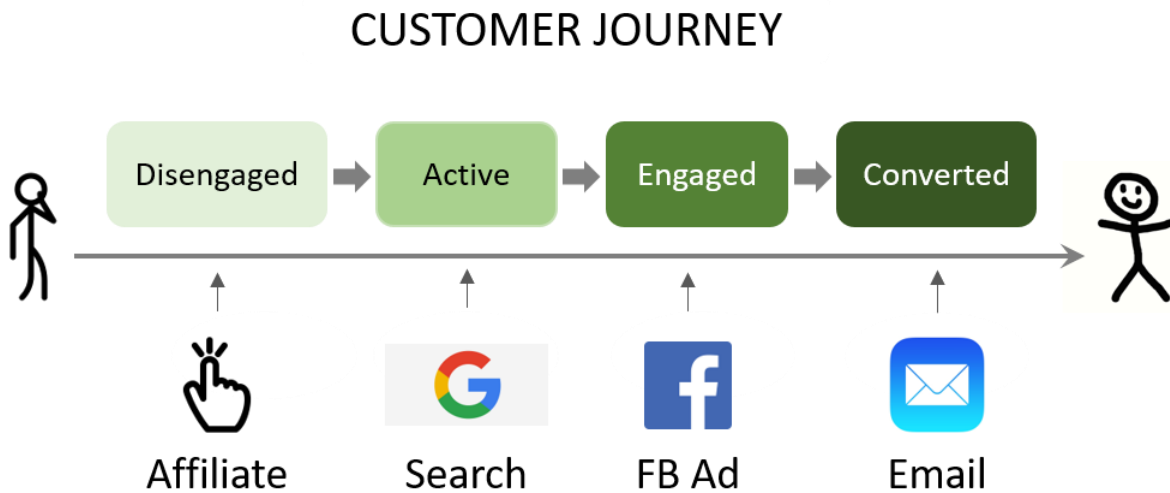 CUSTOMER JOURNEY
Disengaged
Active
Engaged
Converted
Affiliate
Search
FB Ad
Email